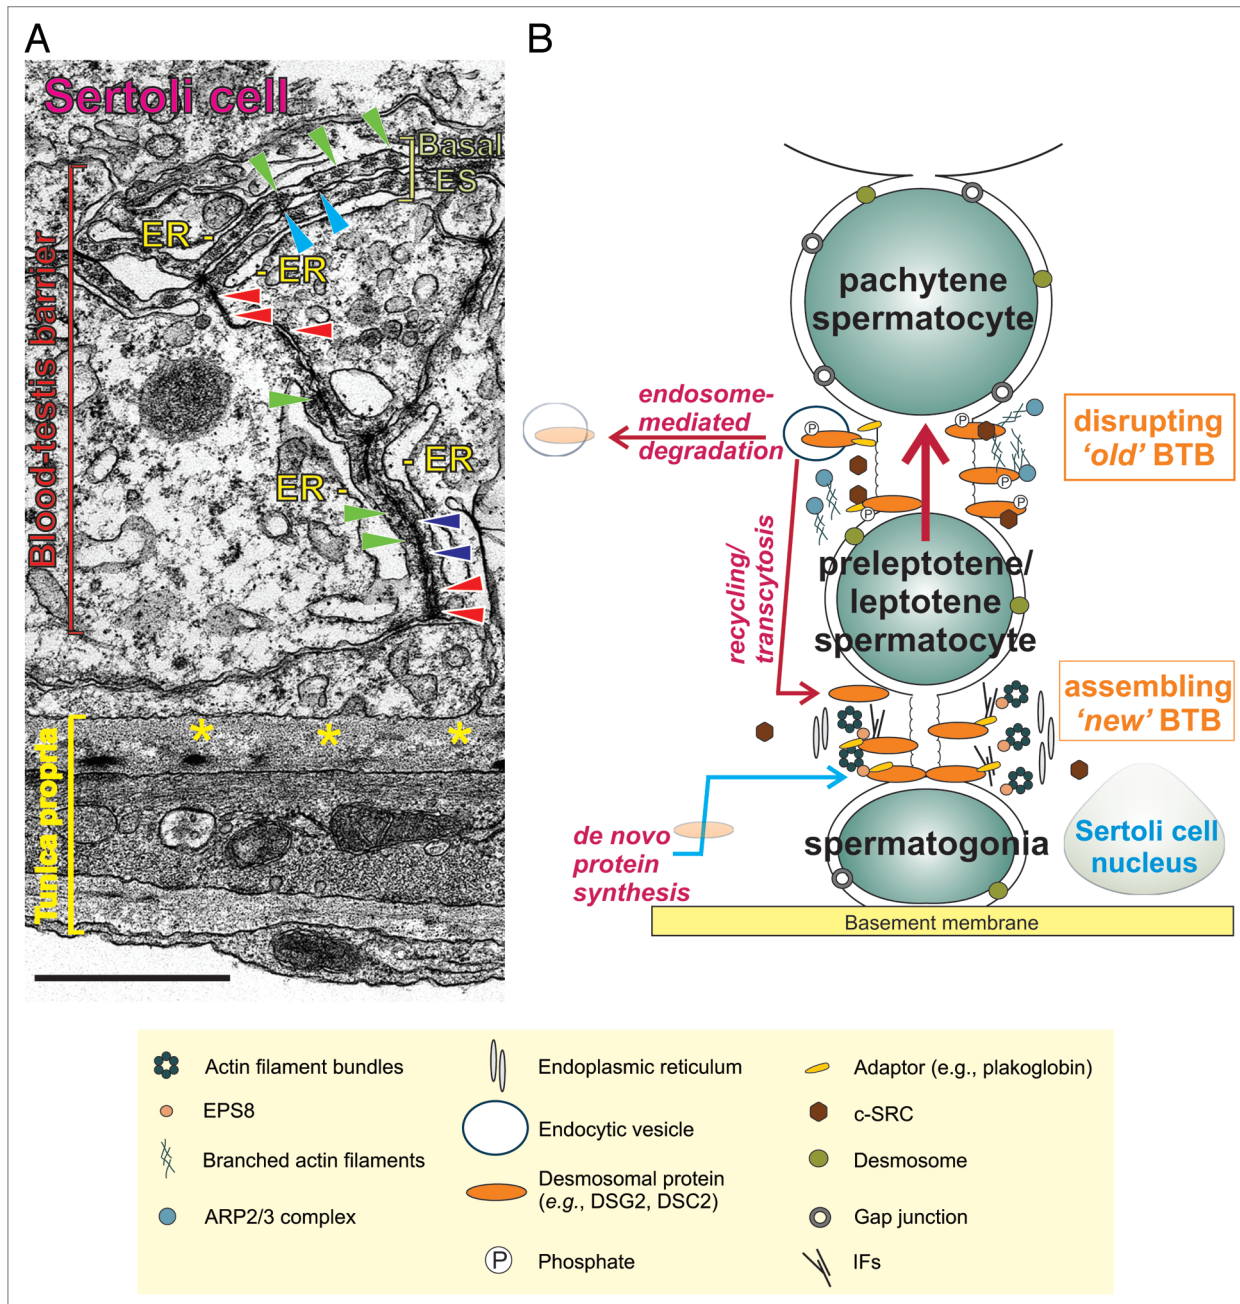 A
Sertoli cell
Basal
ES
ER -
- ER
Blood-testis barrier
- ER
ER -
Tunica propria
* * *
B
pachytene
spermatocyte
endosome-
mediated
degradation
P
P
P
P
P
disrupting
‘old’ BTB
recycling/
transcytosis
preleptotene/
leptotene
spermatocyte
assembling
‘new’ BTB
de novo
protein
synthesis
spermatogonia
Sertoli cell
nucleus
Basement membrane
Actin filament bundles
EPS8
Branched actin filaments
ARP2/3 complex
Endoplasmic reticulum
Endocytic vesicle
Desmosomal protein
(e.g., DSG2, DSC2)
P
Phosphate
Adaptor (e.g., plakoglobin)
c-SRC
Desmosome
Gap junction
IFs